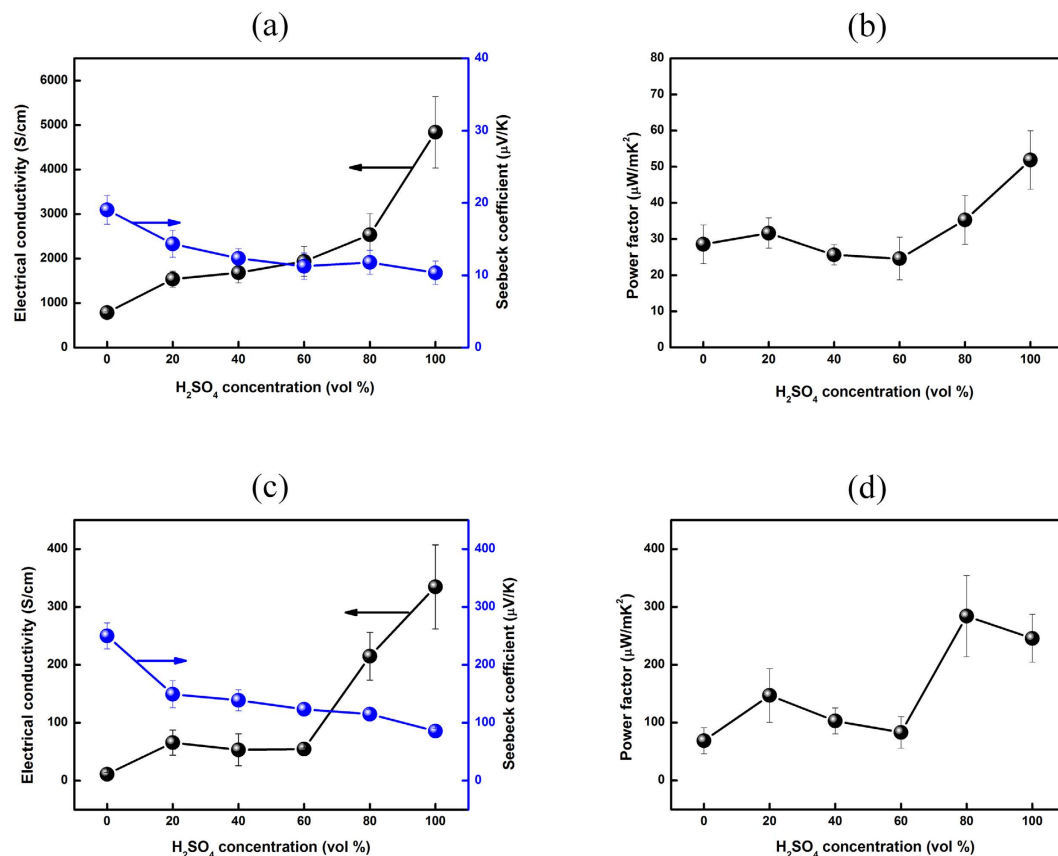 (a)
Electrical conductivity (S/cm)
6000
5000
4000
3000
2000
1000
0
40
30
20
10
0
Seebeck coefficient (μV/K)
0 20 40 60 80 100
H₂SO₄ concentration (vol %)
(b)
Power factor (μW/mK²)
80
70
60
50
40
30
20
10
0
0 20 40 60 80 100
H₂SO₄ concentration (vol %)
(c)
Electrical conductivity (S/cm)
400
300
200
100
0
400
300
200
100
0
Seebeck coefficient (μV/K)
0 20 40 60 80 100
H₂SO₄ concentration (vol %)
(d)
Power factor (μW/mK²)
400
300
200
100
0
0 20 40 60 80 100
H₂SO₄ concentration (vol %)